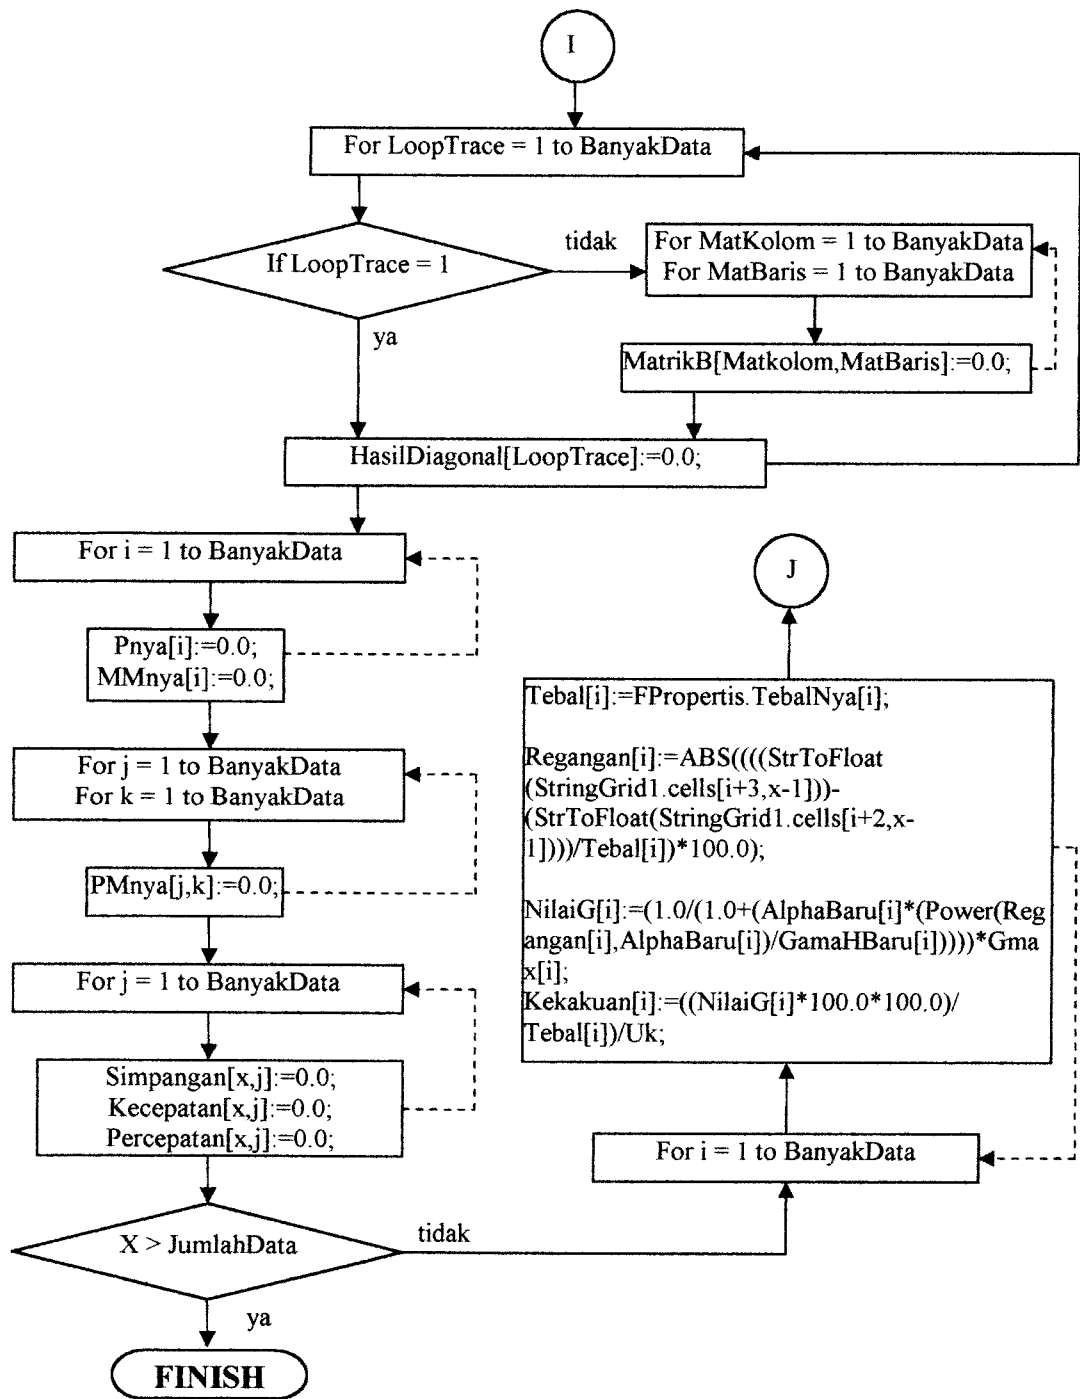 I
For LoopTrace = 1 to BanyakData
If LoopTrace = 1
tidak
ya
For MatKolom = 1 to BanyakData
For MatBaris = 1 to BanyakData
MatrikB[Matkolom,MatBaris]:=0.0;
HasilDiagonal[LoopTrace]:=0.0;
For i = 1 to BanyakData
Pnya[i]:=0.0;
MMnya[i]:=0.0;
For j = 1 to BanyakData
For k = 1 to BanyakData
PMnya[j,k]:=0.0;
For j = 1 to BanyakData
Simpangan[x,j]:=0.0;
Kecepatan[x,j]:=0.0;
Percepatan[x,j]:=0.0;
X > JumlahData
tidak
ya
FINISH
J
Tebal[i]:=FPropertis.TebalNya[i];
Regangan[i]:=ABS((((StrToFloat
(StringGrid1.cells[i+3,x-1]))-
(StrToFloat(StringGrid1.cells[i+2,x-
1])))/Tebal[i])*100.0);
NilaiG[i]:=(1.0/(1.0+(AlphaBaru[i]*(Power(Reg
angan[i],AlphaBaru[i])/GamaHBaru[i]))))*Gma
x[i];
Kekakuan[i]:=((NilaiG[i]*100.0*100.0)/
Tebal[i])/Uk;
For i = 1 to BanyakData